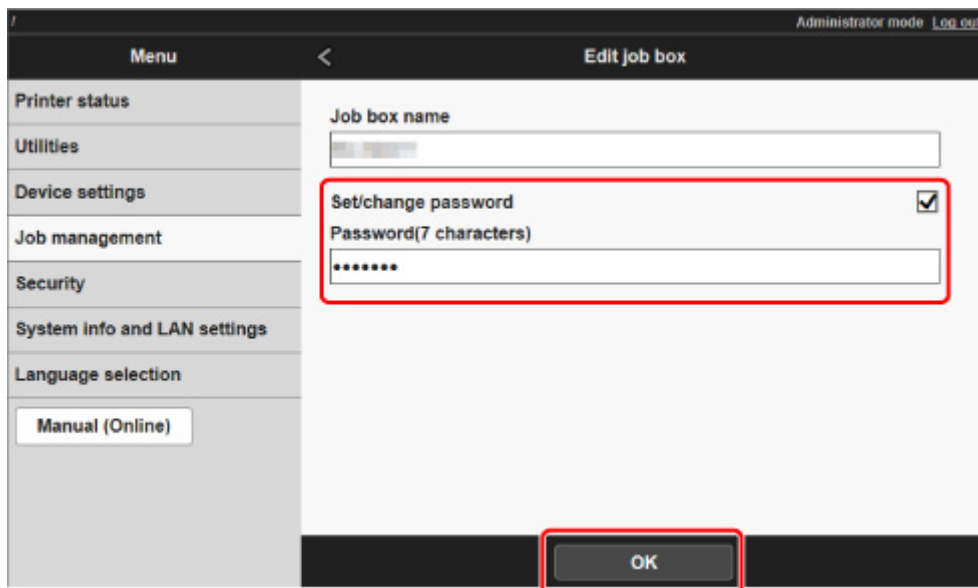 /
Administrator mode Log out
Menu
< Edit job box
Printer status
Utilities
Device settings
Job management
Security
System info and LAN settings
Language selection
Manual (Online)
Job box name
Set/change password
Password(7 characters)
•••••••
OK